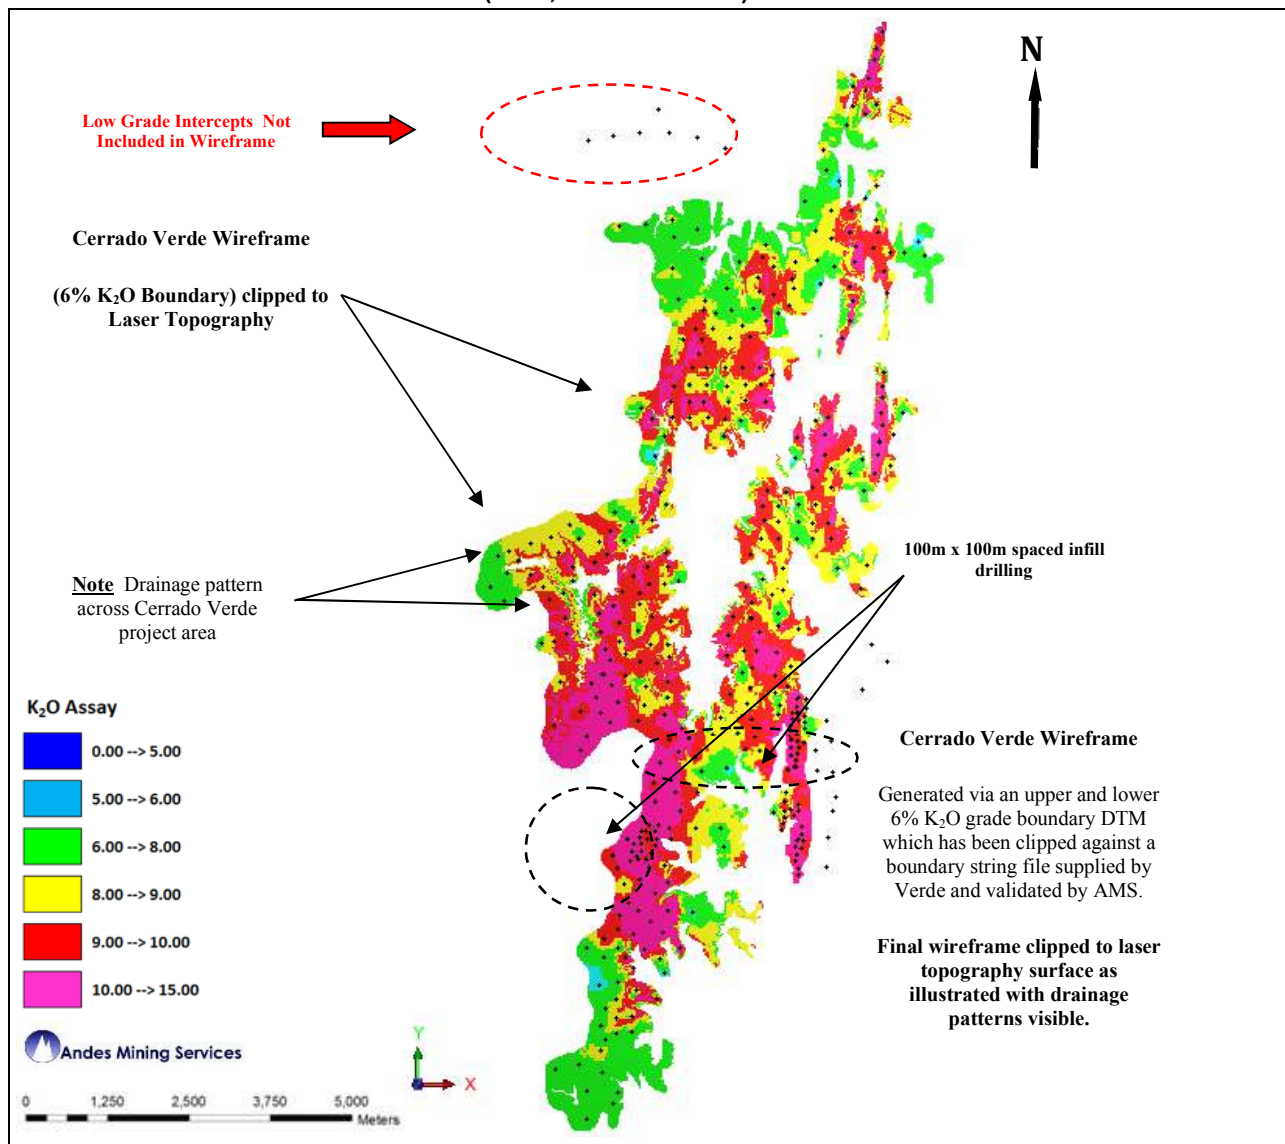 N
Low Grade Intercepts Not
Included in Wireframe
Cerrado Verde Wireframe
(6% K₂O Boundary) clipped to
Laser Topography
100m x 100m spaced infill
drilling
Note Drainage pattern
across Cerrado Verde
project area
K₂O Assay
0.00 --> 5.00
5.00 --> 6.00
6.00 --> 8.00
8.00 --> 9.00
9.00 --> 10.00
10.00 --> 15.00
Cerrado Verde Wireframe
Generated via an upper and lower
6% K₂O grade boundary DTM
which has been clipped against a
boundary string file supplied by
Verde and validated by AMS.
Final wireframe clipped to laser
topography surface as
illustrated with drainage
patterns visible.
Andes Mining Services
Y
X
0 1,250 2,500 3,750 5,000
Meters